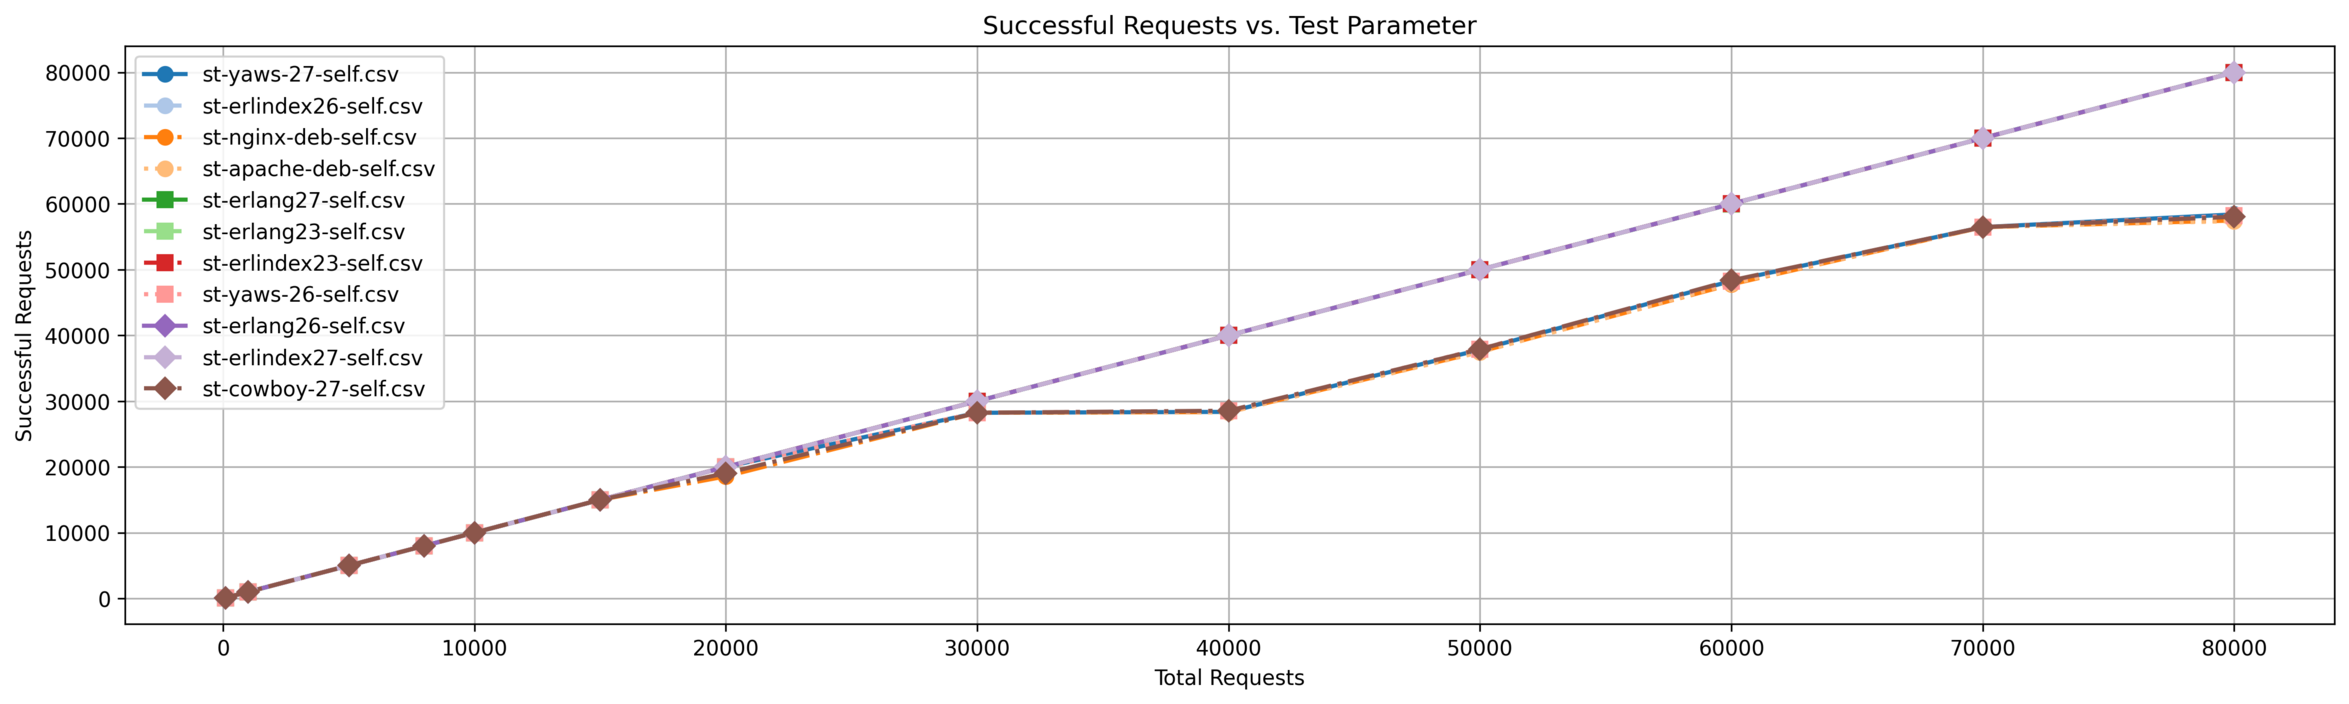 Successful Requests vs. Test Parameter
80000
70000
60000
50000
40000
30000
20000
10000
0
Successful Requests
st-yaws-27-self.csv
st-erlindex26-self.csv
st-nginx-deb-self.csv
st-apache-deb-self.csv
st-erlang27-self.csv
st-erlang23-self.csv
st-erlindex23-self.csv
st-yaws-26-self.csv
st-erlang26-self.csv
st-erlindex27-self.csv
st-cowboy-27-self.csv
0 10000 20000 30000 40000 50000 60000 70000 80000
Total Requests